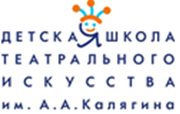 ДЕТСКАЯ ШКОЛА
ТЕАТРАЛЬНОГО
ИСКУССТВА
им. А.А.Калягина